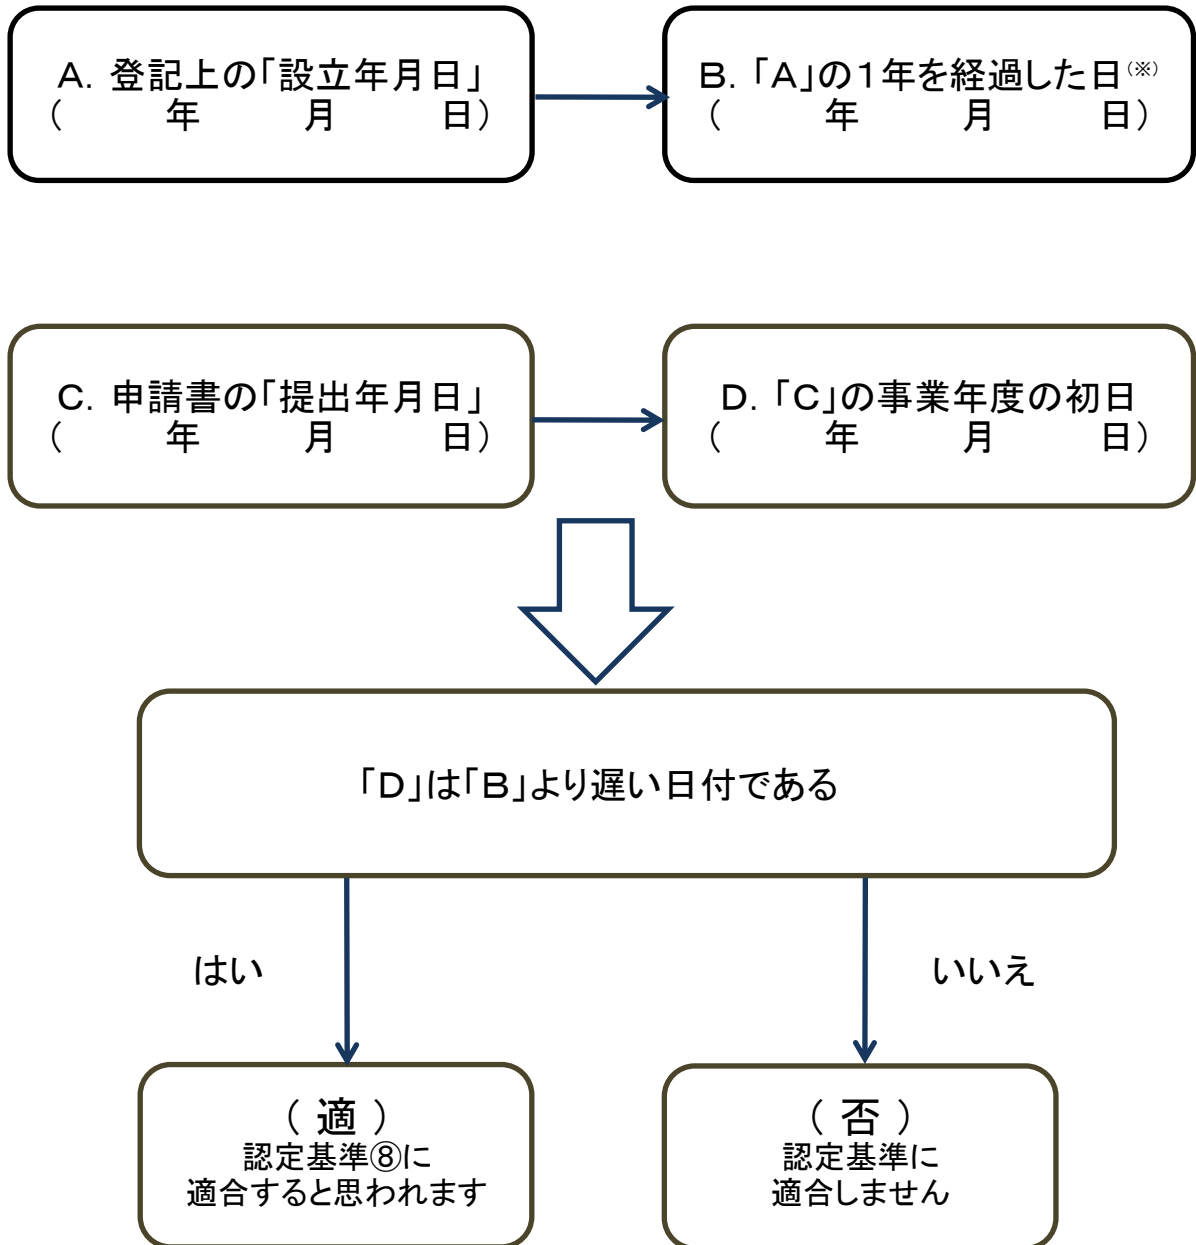 A. 登記上の「設立年月日」
(　　　年　　　月　　　日)
B. 「A」の1年を経過した日(※)
(　　　年　　　月　　　日)
C. 申請書の「提出年月日」
(　　　年　　　月　　　日)
D. 「C」の事業年度の初日
(　　　年　　　月　　　日)
「D」は「B」より遅い日付である
はい
いいえ
( 適 )
認定基準⑧に
適合すると思われます
( 否 )
認定基準に
適合しません